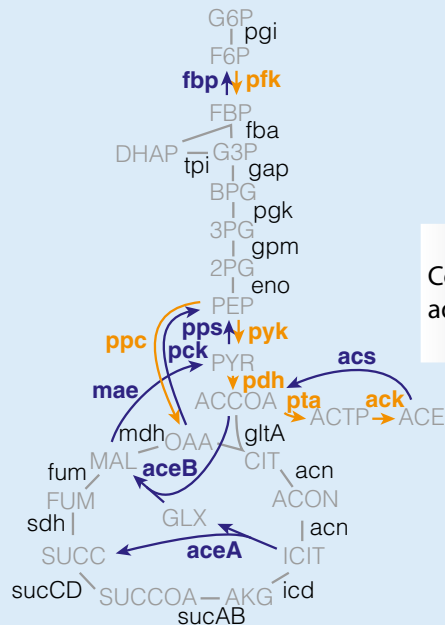 G6P
pgi
F6P
fbp pfk
FBP
fba
DHAP G3P
tpi
gap
BPG
pgk
3PG
gpm
2PG
eno
PEP
ppc pps pyk
pck
PYR acs
mae pdh
ACCOA pta ack
ACTP ACE
mdh OAA gltA
fum MAL aceB CIT
acn
FUM ACON
GLX
sdh acn
SUCC aceA ICIT
sucCD icd
SUCCOA AKG
sucAB